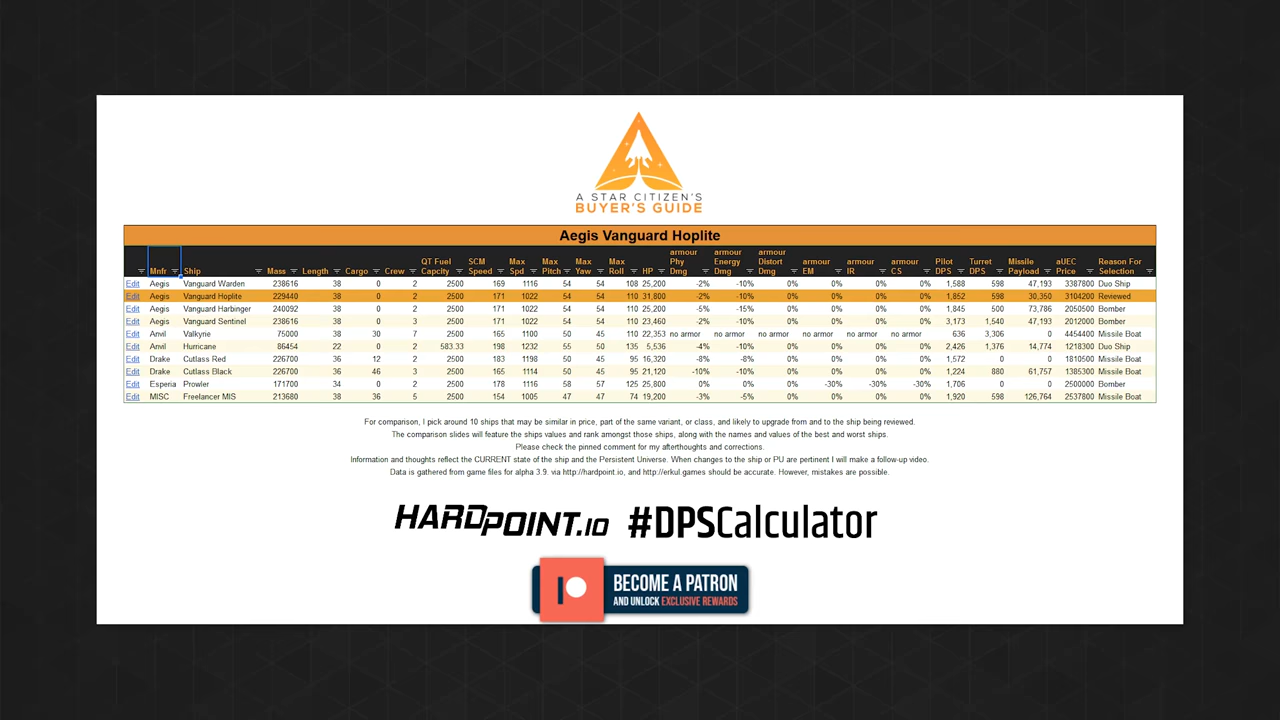 A STAR CITIZEN'S
BUYER'S GUIDE
Aegis Vanguard Hoplite
Mnfr Ship Mass Length Cargo Crew QT Fuel Capcity SCM Speed Max Spd Max Pitch Max Yaw Max Roll HP armour Phy Dmg armour Energy Dmg armour Distort Dmg armour EM armour IR armour CS Pilot DPS Turret DPS Missile Payload aUEC Price Reason For Selection
Edit Aegis Vanguard Warden 238616 38 0 2 2500 169 1116 54 54 108 25,200 -2% -10% 0% 0% 0% 0% 1,588 598 47,193 3387800 Duo Ship
Edit Aegis Vanguard Hoplite 229440 38 0 2 2500 171 1022 54 54 110 31,800 -2% -10% 0% 0% 0% 0% 1,852 598 30,350 3104200 Reviewed
Edit Aegis Vanguard Harbinger 240092 38 0 2 2500 171 1022 54 54 110 25,200 -5% -15% 0% 0% 0% 0% 1,845 500 73,786 2050500 Bomber
Edit Aegis Vanguard Sentinel 238616 38 0 3 2500 171 1022 54 54 110 23,460 -2% -10% 0% 0% 0% 0% 3,173 1,540 47,193 2012000 Bomber
Edit Anvil Valkyrie 75000 38 30 7 2500 165 1100 50 45 110 22,353 no armor no armor no armor no armor no armor no armor 636 3,306 0 4454400 Missile Boat
Edit Anvil Hurricane 86454 22 0 2 583.33 198 1232 55 50 135 5,600 -4% -10% 0% 0% 0% 0% 2,426 1,376 14,774 1218300 Duo Ship
Edit Drake Cutlass Red 226700 36 12 2 2500 183 1198 50 45 95 16,320 -8% -8% 0% 0% 0% 0% 1,572 0 0 1810500 Missile Boat
Edit Drake Cutlass Black 226700 36 46 3 2500 165 1114 50 45 95 21,120 -10% -10% 0% 0% 0% 0% 1,224 880 61,757 1385300 Missile Boat
Edit Esperia Prowler 171700 34 0 2 2500 178 1116 58 57 125 25,800 0% 0% 0% -30% -30% -30% 1,706 0 0 2500000 Bomber
Edit MISC Freelancer MIS 213680 38 36 5 2500 154 1005 47 47 74 19,200 -3% -5% 0% 0% 0% 0% 1,920 598 126,764 2537800 Missile Boat
For comparison, I pick around 10 ships that may be similar in price, part of the same variant, or class, and likely to upgrade from and to the ship being reviewed.
The comparison slides will feature the ships values and rank amongst those ships, along with the names and values of the best and worst ships.
Please check the pinned comment for my afterthoughts and corrections.
Information and thoughts reflect the CURRENT state of the ship and the Persistent Universe. When changes to the ship or PU are pertinent I will make a follow-up video.
Data is gathered from game files for alpha 3.9. via http://hardpoint.io, and http://erkul.games should be accurate. However, mistakes are possible.
HARDPOINT.IO #DPSCalculator
BECOME A PATRON
AND UNLOCK EXCLUSIVE REWARDS